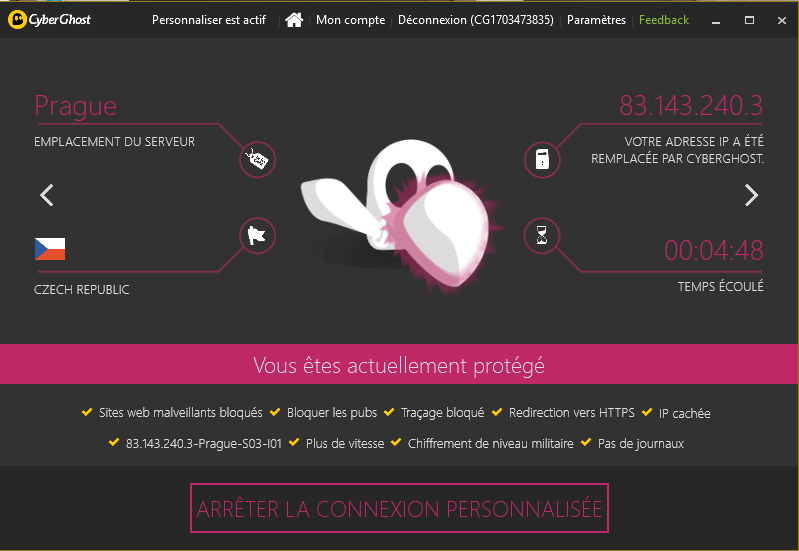 CyberGhost Personnaliser est actif Mon compte Déconnexion (CG1703473835) Paramètres Feedback
Prague
83.143.240.3
EMPLACEMENT DU SERVEUR
VOTRE ADRESSE IP A ÉTÉ
REMPLACÉE PAR CYBERGHOST.
00:04:48
CZECH REPUBLIC
TEMPS ÉCOULÉ
Vous êtes actuellement protégé
Sites web malveillants bloqués Bloquer les pubs Traçage bloqué Redirection vers HTTPS IP cachée
83.143.240.3-Prague-S03-I01 Plus de vitesse Chiffrement de niveau militaire Pas de journaux
ARRÊTER LA CONNEXION PERSONNALISÉE